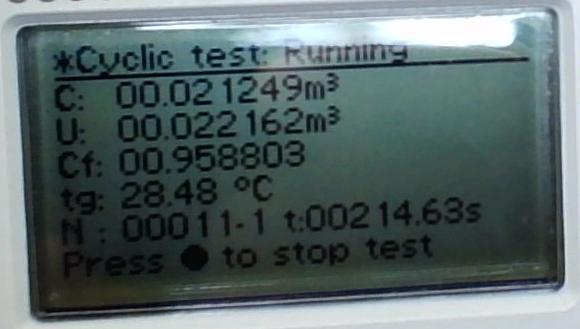 *Cyclic test: Running
C: 00.021249m³
U: 00.022162m³
Cf: 00.958803
tg: 28.48 °C
N : 00011-1 t:00214.63s
Press ● to stop test